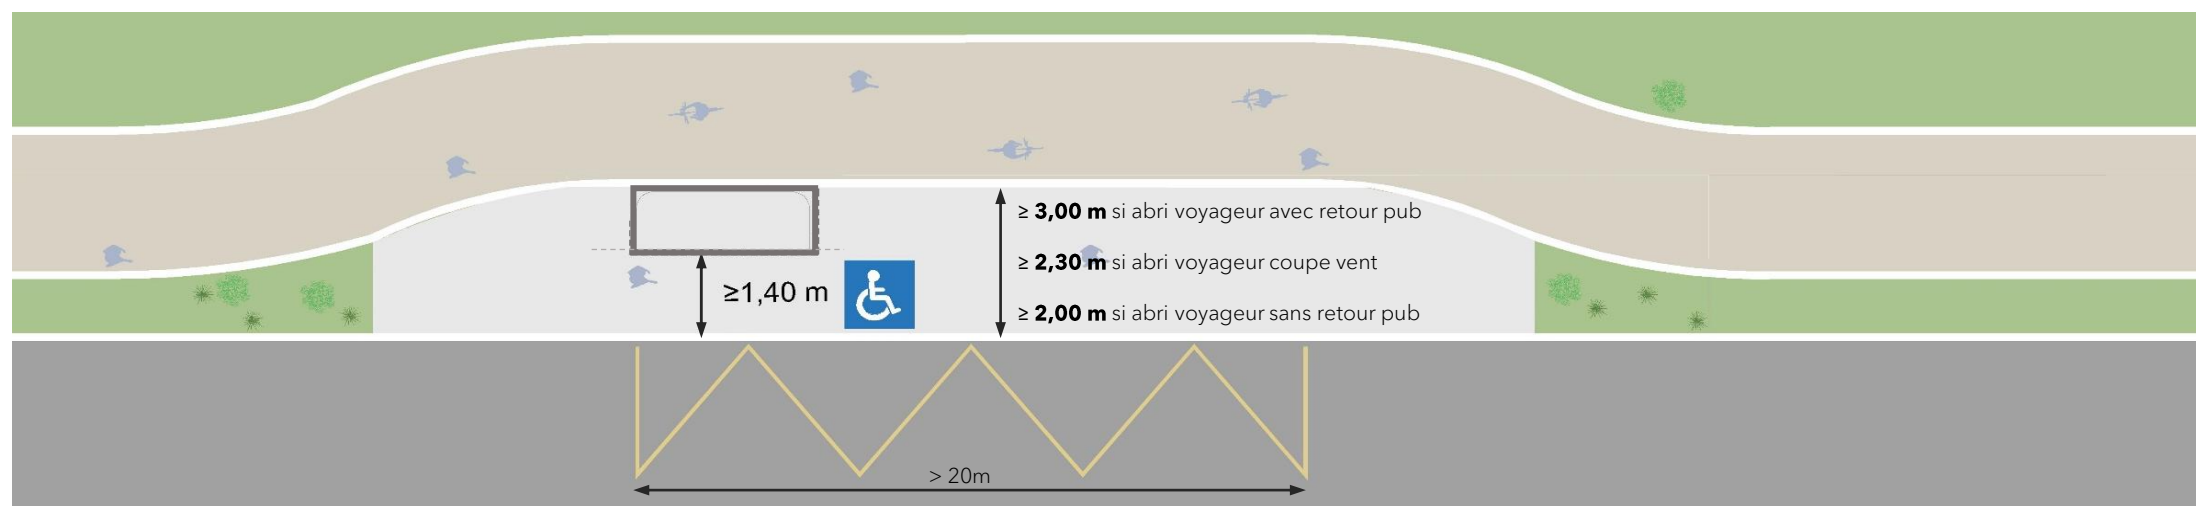 ≥ 3,00 m si abri voyageur avec retour pub
≥ 2,30 m si abri voyageur coupe vent
≥1,40 m
≥ 2,00 m si abri voyageur sans retour pub
> 20m